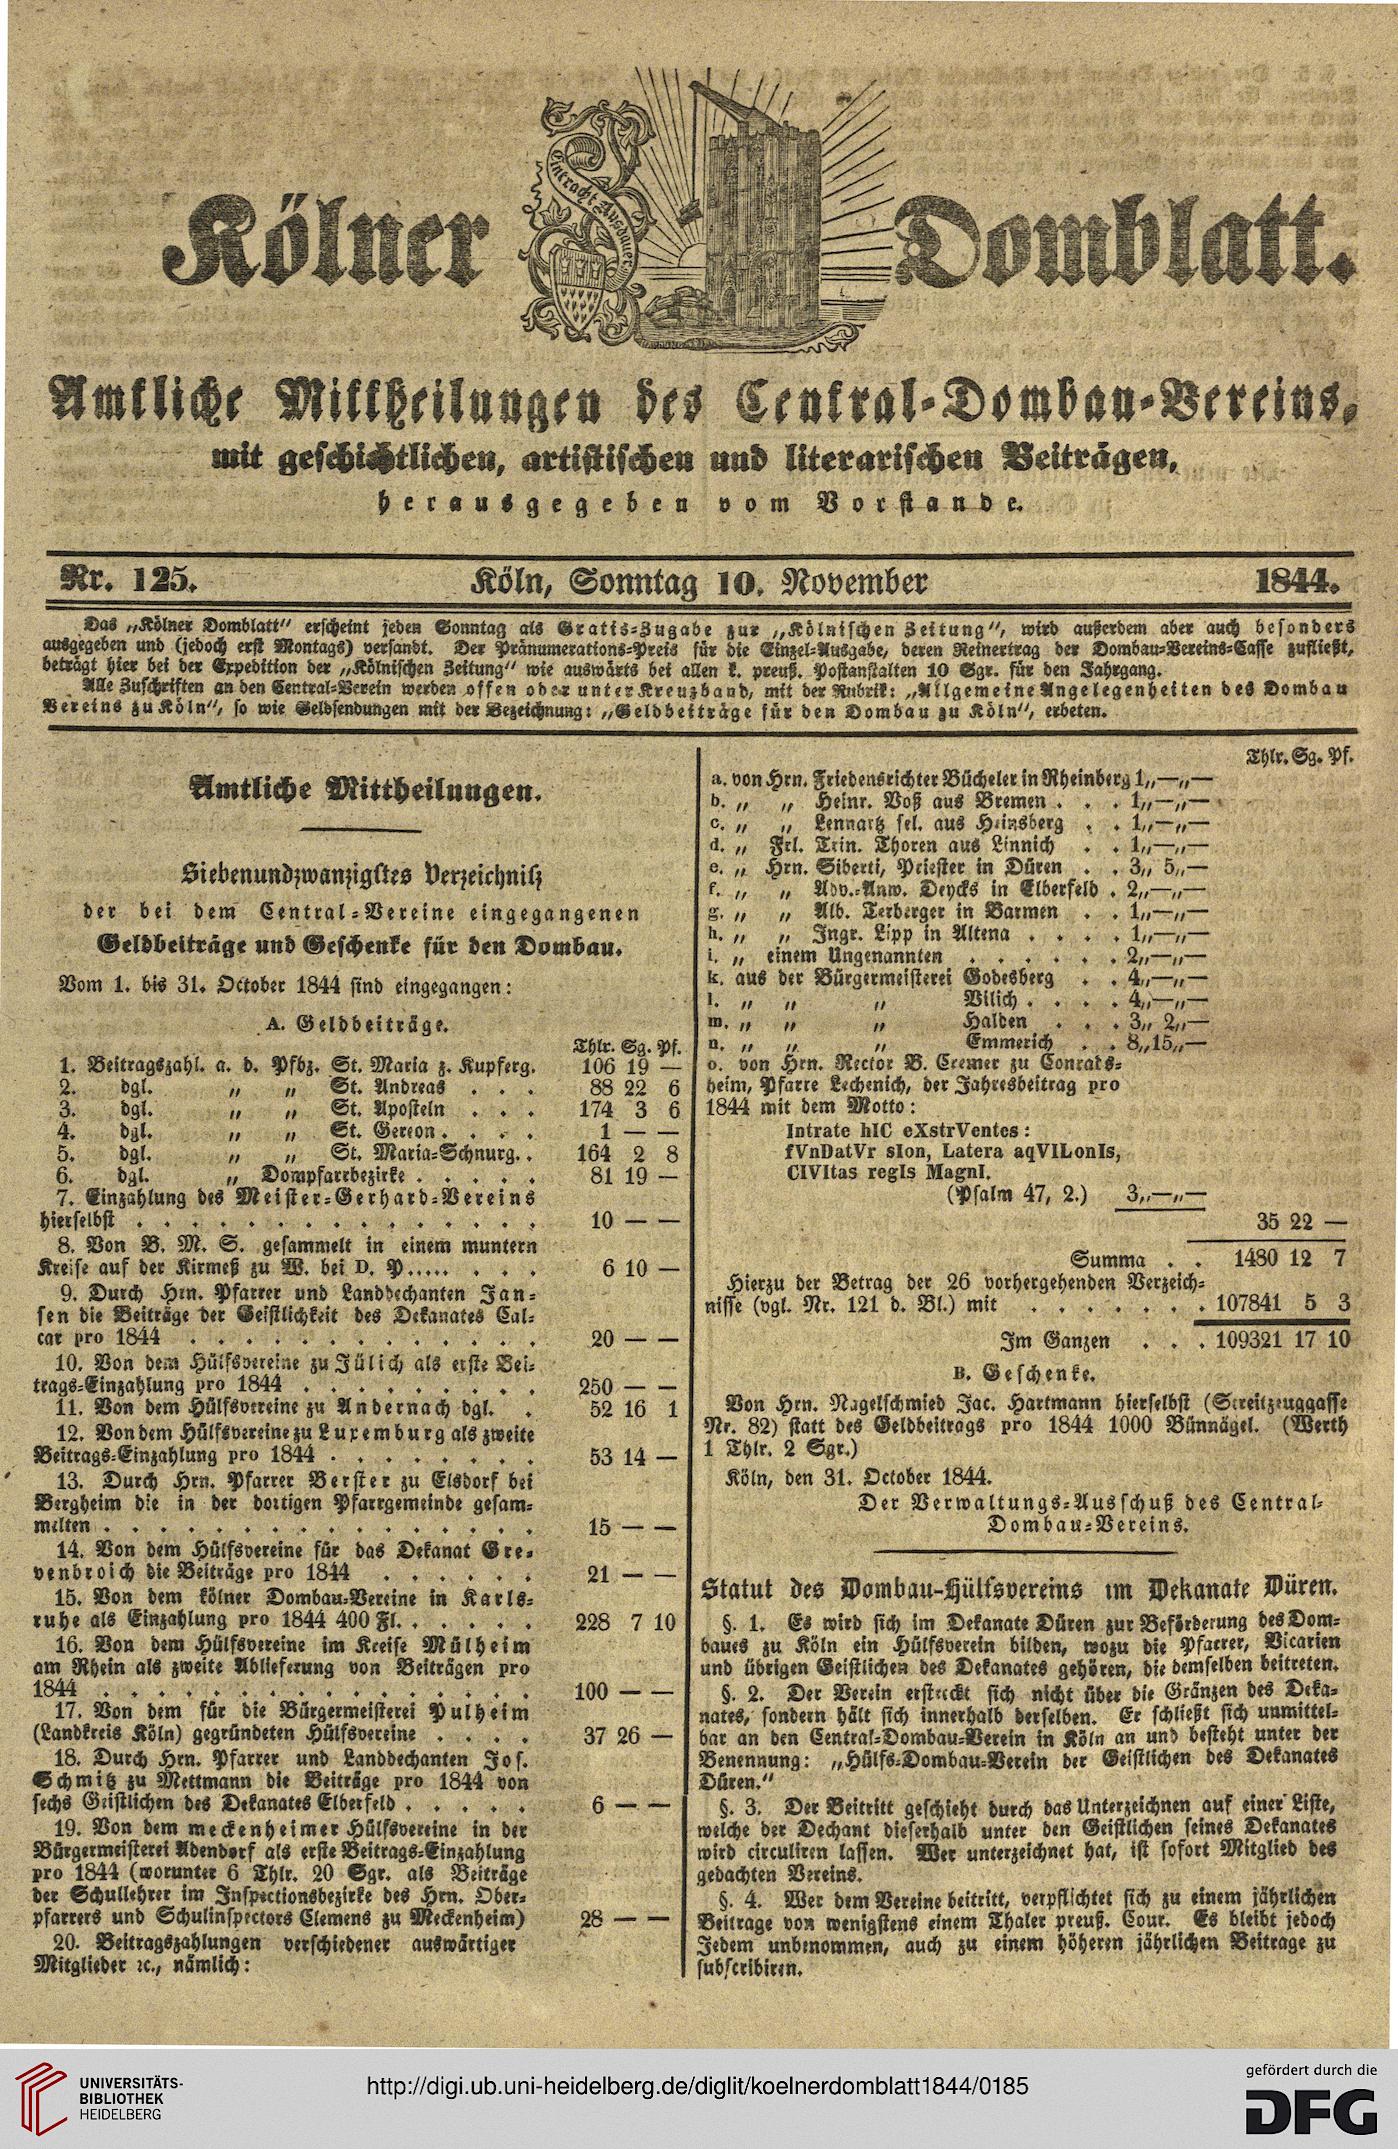 Eintracht Ausdauer
Kölner Domblatt.
Amtliche Mittheilungen des Central-Dombau-Vereins,
mit geschichtlichen, artistischen und literarischen Beiträgen,
herausgegeben vom Vorstande.
Nr. 125. Köln, Sonntag 10. November 1844.
Das „Kölner Domblatt" erscheint jeden Sonntag als Gratis-Zugabe zur „Kölnischen Zeitung", wird außerdem aber auch besonders
ausgegeben und (jedoch erst Montags) versandt. Der Pränumerations-Preis für die Einzel-Ausgabe, deren Reinertrag der Dombau-Vereins-Casse zufließt,
beträgt hier bei der Expedition der „Kölnischen Zeitung" wie auswärts bei allen k. preuß. Postanstalten 10 Sgr. für den Jahrgang.
Alle Zuschriften an den Central-Verein werden offen oder unter Kreuzband, mit der Rubrik: „Allgemeine Angelegenheiten des Dombau
Vereins zu Köln", so wie Geldsendungen mit der Bezeichnung: „Geldbeiträge für den Dombau zu Köln", erbeten.
Amtliche Mittheilungen.
Siebenundzwanzigstes Verzeichniß
der bei dem Central-Vereine eingegangenen
Geldbeiträge und Geschenke für den Dombau.
Vom 1. bis 31. October 1844 sind eingegangen:
A. Geldbeiträge.
Thlr. Sg. Pf.
1. Beitragszahl. a. d. Pfbz. St. Maria z. Kupferg. 106 19 —
2. dgl. „ „ St. Andreas . . . 88 22 6
3. dgl. „ „ St. Aposteln . . . 174 3 6
4. dgl. „ „ St. Gereon . . . . 1 — —
5. dgl. „ „ St. Maria-Schnurg. . 164 2 8
6. dgl. „ Dompfarrbezirke . . . . . 81 19 —
7. Einzahlung des Meister-Gerhard-Vereins
hierselbst . . . . . . . . . . . . . . 10 — —
8. Von B. M. S. gesammelt in einem muntern
Kreise auf der Kirmeß zu W. bei D. P..... . . . 6 10 —
9. Durch Hrn. Pfarrer und Landdechanten Jan-
sen die Beiträge der Geistlichkeit des Dekanates Cal-
car pro 1844 . . . . . . . . . . . . 20 — —
10. Von dem Hülfsvereine zu Jülich als erste Bei-
trags-Einzahlung pro 1844 . . . . . . . . 250 — —
11. Von dem Hülfsvereine zu Andernach dgl. . 52 16 1
12. Von dem Hülfsvereine zu Luxemburg als zweite
Beitrags-Einzahlung pro 1844 . . . . . . . 53 14 —
13. Durch Hrn. Pfarrer Berster zu Elsdorf bei
Bergheim die in der dortigen Pfarrgemeinde gesam-
melten . . . . . . . . . . . . . . . 15 — —
14. Von dem Hülfsvereine für das Dekanat Gre-
venbroich die Beiträge pro 1844 . . . . . . 21 — —
15. Von dem kölner Dombau-Vereine in Karls-
ruhe als Einzahlung pro 1844 400 Fl. . . . . . 228 7 10
16. Von dem Hülfsvereine im Kreise Mülheim
am Rhein als zweite Ablieferung von Beiträgen pro
1844 . . . . . . . . . . . . . . . . 100 — —
17. Von dem für die Bürgermeisterei Pulheim
(Landkreis Köln) gegründeten Hülfsvereine . . . . 37 26 —
18. Durch Hrn. Pfarrer und Landdechanten Jos.
Schmitz zu Mettmann die Beiträge pro 1844 von
sechs Geistlichen des Dekanates Elberfeld . . . . . 6 — —
19. Von dem meckenheimer Hülfsvereine in der
Bürgermeisterei Adendorf als erste Beitrags-Einzahlung
pro 1844 (worunter 6 Thlr. 20 Sgr. als Beiträge
der Schullehrer im Inspectionsbezirke des Hrn. Ober-
pfarrers und Schulinspectors Clemens zu Meckenheim) 28 — —
20. Beitragszahlungen verschiedener auswärtiger
Mitglieder ꝛc., nämlich:
Thlr. Sg. Pf.
a. von Hrn. Friedensrichter Bücheler in Rheinberg 1„—„—
b. „ „ Heinr. Voß aus Bremen . . . 1„—„—
c. „ „ Lennartz sel. aus Heinsberg . . 1„—„—
d. „ Frl. Trin. Thoren aus Linnich . . 1„—„—
e. „ Hrn. Siberti, Priester in Düren . . 3„ 5„—
f. „ „ Adv.-Anw. Deycks in Elberfeld . 2„—„—
g. „ „ Alb. Terberger in Barmen . . 1„—„—
h. „ „ Ingr. Lipp in Altena . . . . 1„—„—
i. „ einem Ungenannten . . . . . . 2„—„—
k. aus der Bürgermeisterei Godesberg . . 4„—„—
l. „ „ „ Vilich . . . . 4„—„—
m. „ „ „ Halden . . . 3„ 2„—
n. „ „ „ Emmerich . . 8„15„—
o. von Hrn. Rector B. Cremer zu Conrads-
heim, Pfarre Lechenich, der Jahresbeitrag pro
1844 mit dem Motto:
Intrate hIC eXstrVentes:
fVnDatVr sIon, Latera aqVILonIs,
CIVItas regIs MagnI.
(Psalm 47, 2.) 3„—„—
35 22 —
Summa . . 1480 12 7
Hierzu der Betrag der 26 vorhergehenden Verzeich-
nisse (vgl. Nr. 121 d. Bl.) mit . . . . . . . 107841 5 3
Im Ganzen . . . 109321 17 10
B. Geschenke.
Von Hrn. Nagelschmied Jac. Hartmann hierselbst (Streitzeuggasse
Nr. 82) statt des Geldbeitrags pro 1844 1000 Bünnägel. (Werth
1 Thlr. 2 Sgr.)
Köln, den 31. October 1844.
Der Verwaltungs-Ausschuß des Central-
Dombau-Vereins.
Statut des Dombau-Hülfsvereins im Dekanate Düren.
§. 1. Es wird sich im Dekanate Düren zur Beförderung des Dom-
baues zu Köln ein Hülfsverein bilden, wozu die Pfarrer, Vicarien
und übrigen Geistlichen des Dekanates gehören, die demselben beitreten.
§. 2. Der Verein erstreckt sich nicht über die Gränzen des Deka-
nates, sondern hält sich innerhalb derselben. Er schließt sich unmittel-
bar an den Central-Dombau-Verein in Köln an und besteht unter der
Benennung: „Hülfs-Dombau-Verein der Geistlichen des Dekanates
Düren."
§. 3. Der Beitritt geschieht durch das Unterzeichnen auf einer Liste,
welche der Dechant dieserhalb unter den Geistlichen seines Dekanates
wird circuliren lassen. Wer unterzeichnet hat, ist sofort Mitglied des
gedachten Vereins.
§. 4. Wer dem Vereine beitritt, verpflichtet sich zu einem jährlichen
Beitrage von wenigstens einem Thaler preuß. Cour. Es bleibt jedoch
Jedem unbenommen, auch zu einem höheren jährlichen Beitrage zu
subscribiren.
UNIVERSITÄTS-
BIBLIOTHEK
HEIDELBERG
http://digi.ub.uni-heidelberg.de/diglit/koelnerdomblatt1844/0185
gefördert durch die
DFG